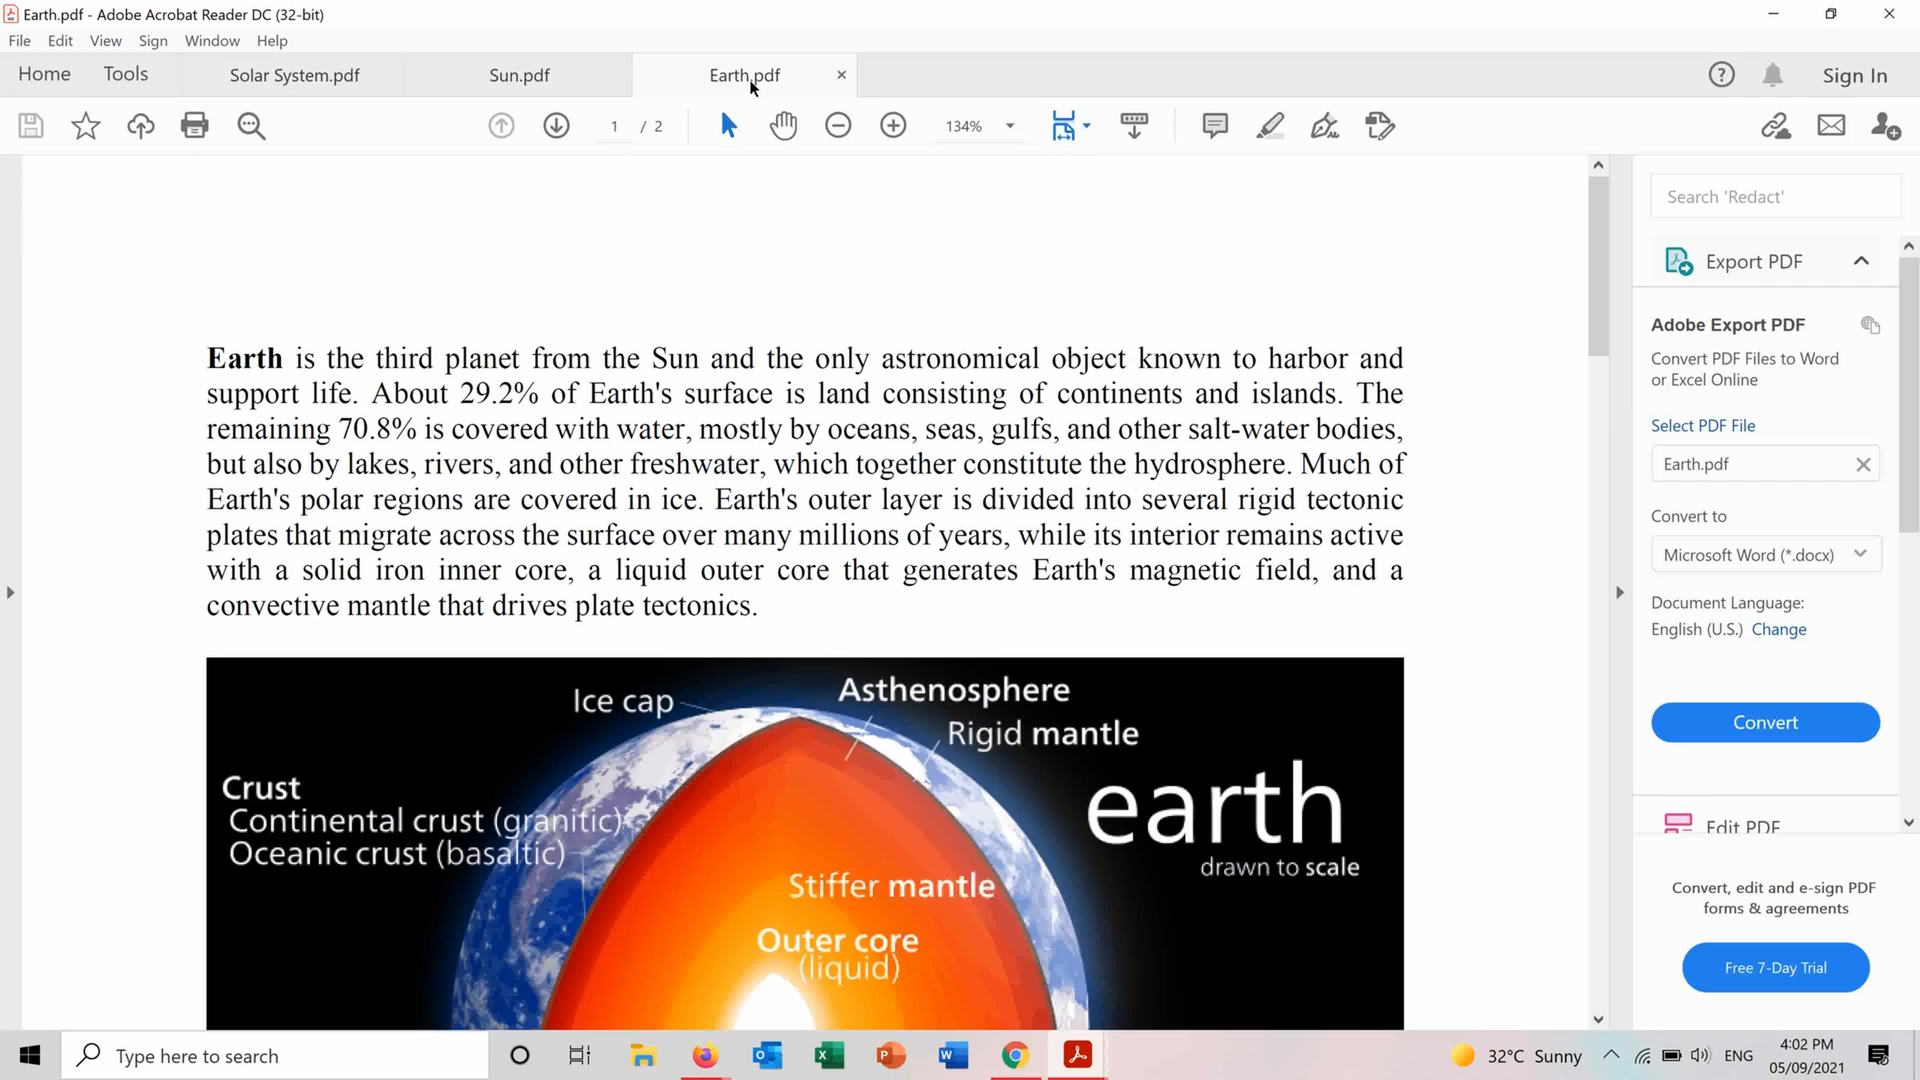 Earth.pdf - Adobe Acrobat Reader DC (32-bit)
File Edit View Sign Window Help
Home Tools Solar System.pdf Sun.pdf Earth.pdf Sign In
1 / 2 134%
Search 'Redact'
Export PDF
Adobe Export PDF
Convert PDF Files to Word
or Excel Online
Select PDF File
Earth.pdf
Convert to
Microsoft Word (*.docx)
Document Language:
English (U.S.) Change
Convert
Edit PDF
Convert, edit and e-sign PDF
forms & agreements
Free 7-Day Trial
Earth is the third planet from the Sun and the only astronomical object known to harbor and
support life. About 29.2% of Earth's surface is land consisting of continents and islands. The
remaining 70.8% is covered with water, mostly by oceans, seas, gulfs, and other salt-water bodies,
but also by lakes, rivers, and other freshwater, which together constitute the hydrosphere. Much of
Earth's polar regions are covered in ice. Earth's outer layer is divided into several rigid tectonic
plates that migrate across the surface over many millions of years, while its interior remains active
with a solid iron inner core, a liquid outer core that generates Earth's magnetic field, and a
convective mantle that drives plate tectonics.
Ice cap
Asthenosphere
Rigid mantle
Crust
Continental crust (granitic)
Oceanic crust (basaltic)
earth
drawn to scale
Stiffer mantle
Outer core
(liquid)
Type here to search
32°C Sunny
ENG
4:02 PM
05/09/2021